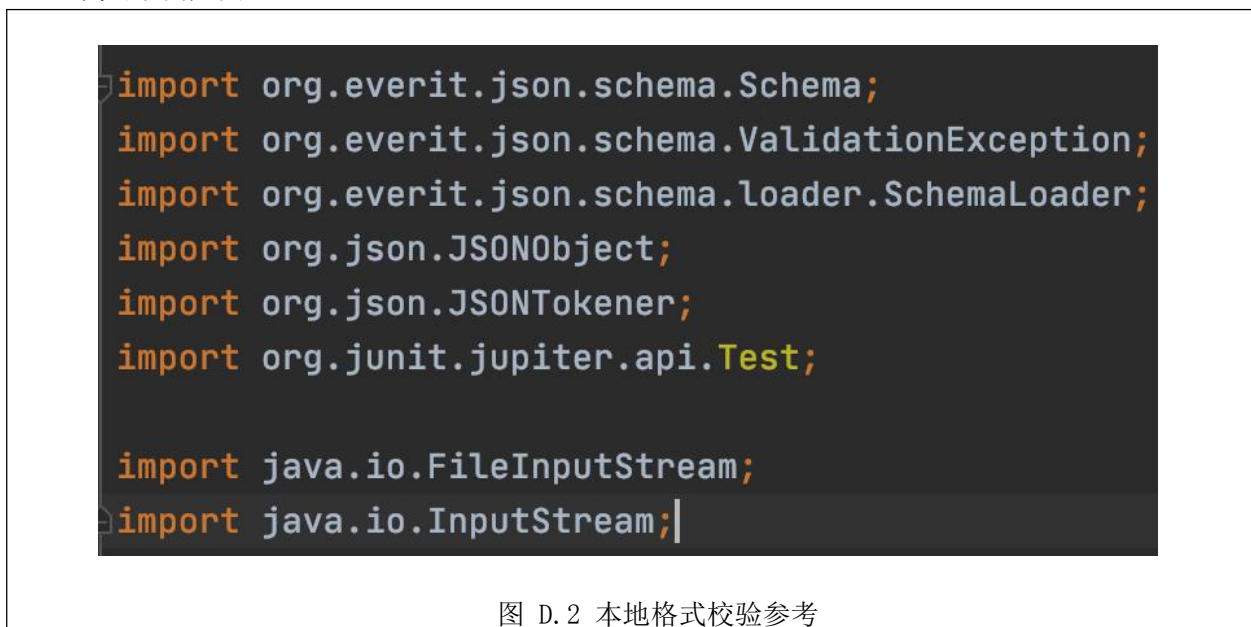 import org.everit.json.schema.Schema;
import org.everit.json.schema.ValidationException;
import org.everit.json.schema.loader.SchemaLoader;
import org.json.JSONObject;
import org.json.JSONTokener;
import org.junit.jupiter.api.Test;
import java.io.FileInputStream;
import java.io.InputStream;
图 D.2 本地格式校验参考